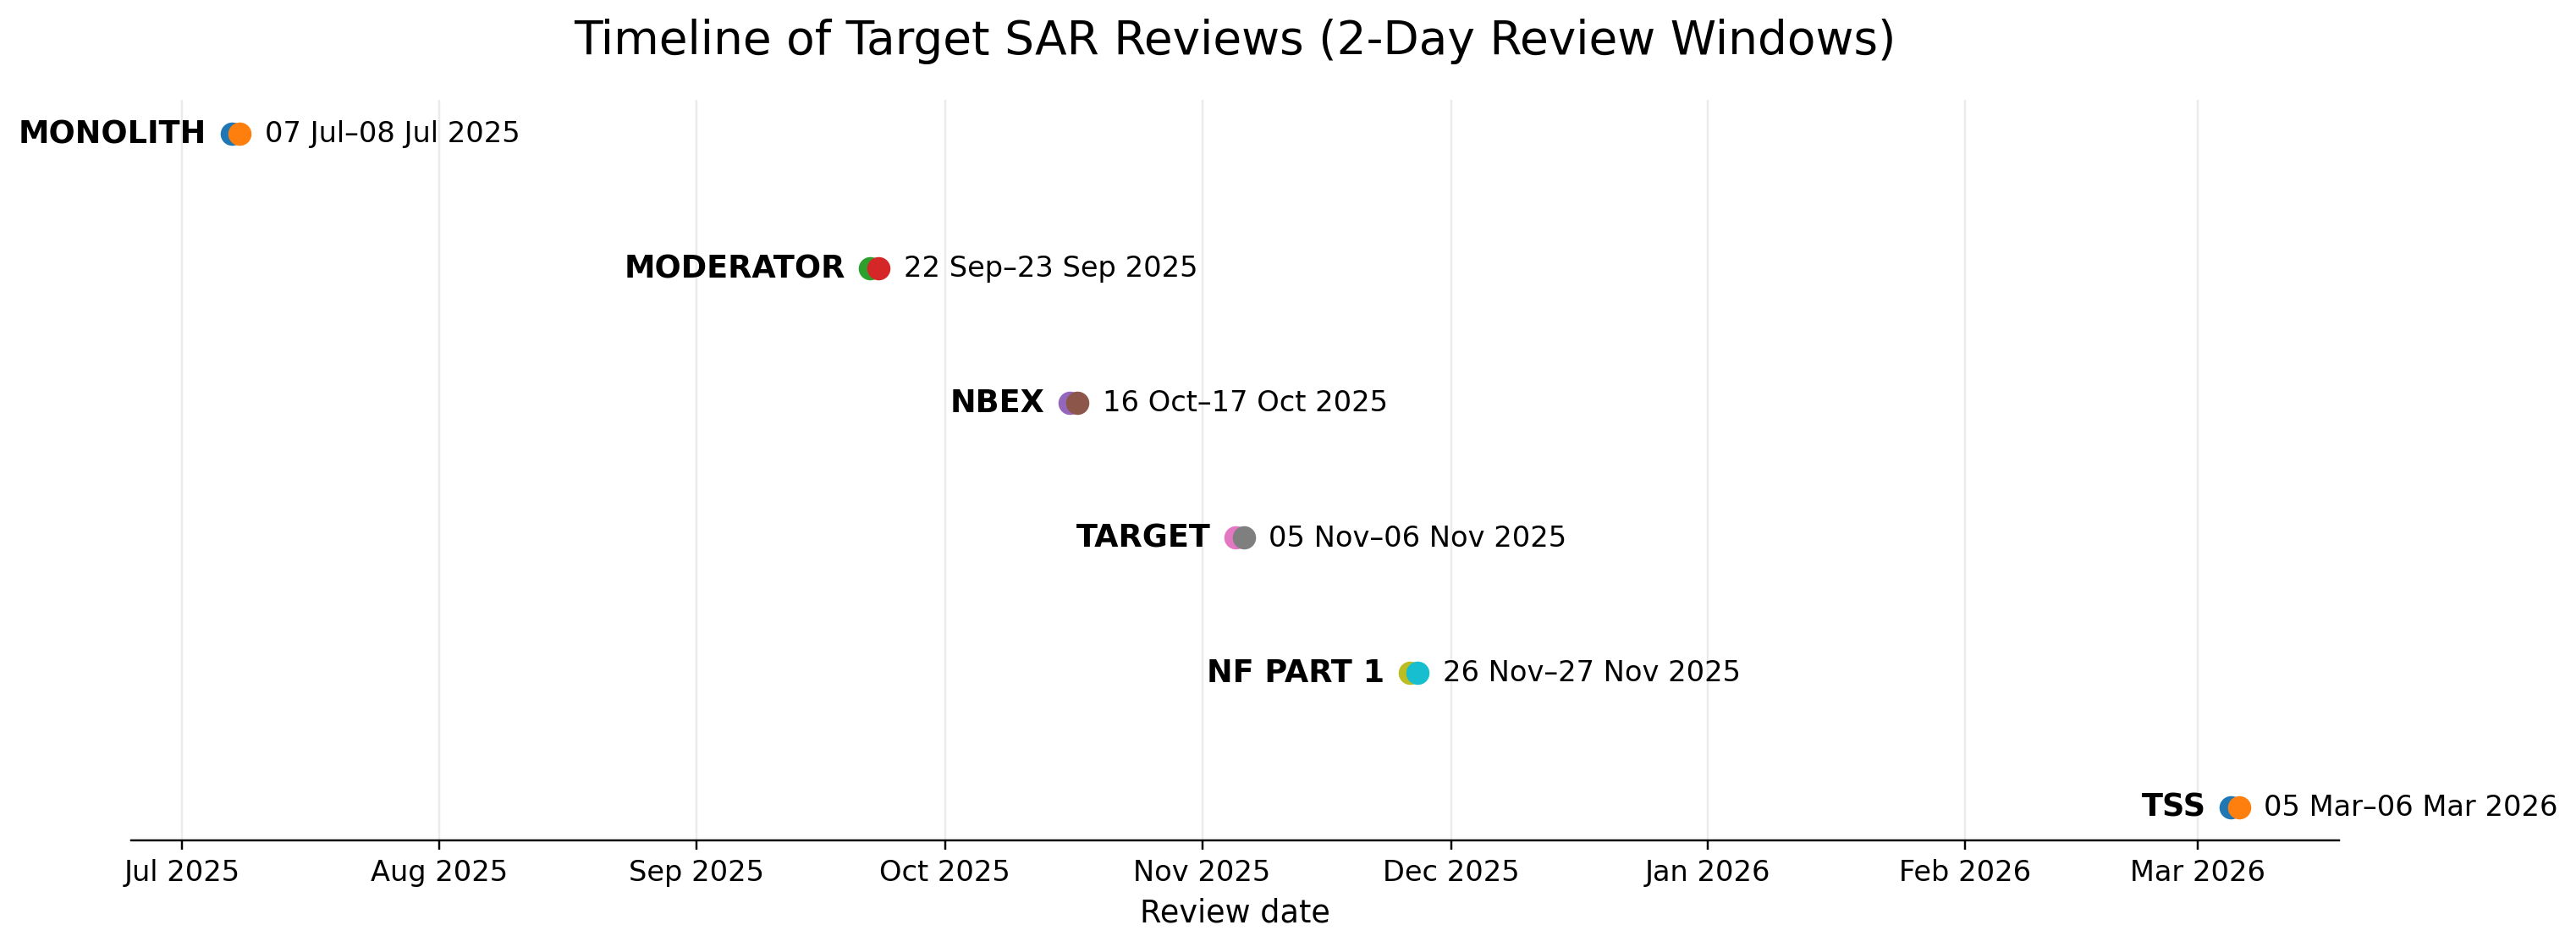 Timeline of Target SAR Reviews (2-Day Review Windows)
MONOLITH 07 Jul–08 Jul 2025
MODERATOR 22 Sep–23 Sep 2025
NBEX 16 Oct–17 Oct 2025
TARGET 05 Nov–06 Nov 2025
NF PART 1 26 Nov–27 Nov 2025
TSS 05 Mar–06 Mar 2026
Jul 2025 Aug 2025 Sep 2025 Oct 2025 Nov 2025 Dec 2025 Jan 2026 Feb 2026 Mar 2026
Review date